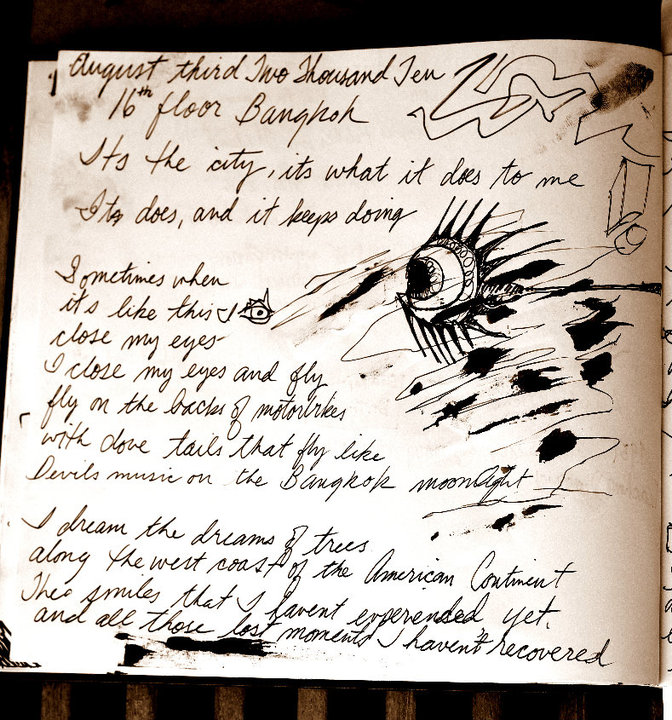 August third Two Thousand Ten
16th floor Bangkok
Its the city, its what it does to me
Its does, and it keeps doing
Sometimes when
it's like this I
close my eyes-
I close my eyes and fly
fly on the backs of motorbikes
with dove tails that fly like
Devils music on the Bangkok moonlight
I dream the dreams of trees
along the west coast of the American Continent
The smiles that I havent experended yet.
and all those lost moments I haven't recovered